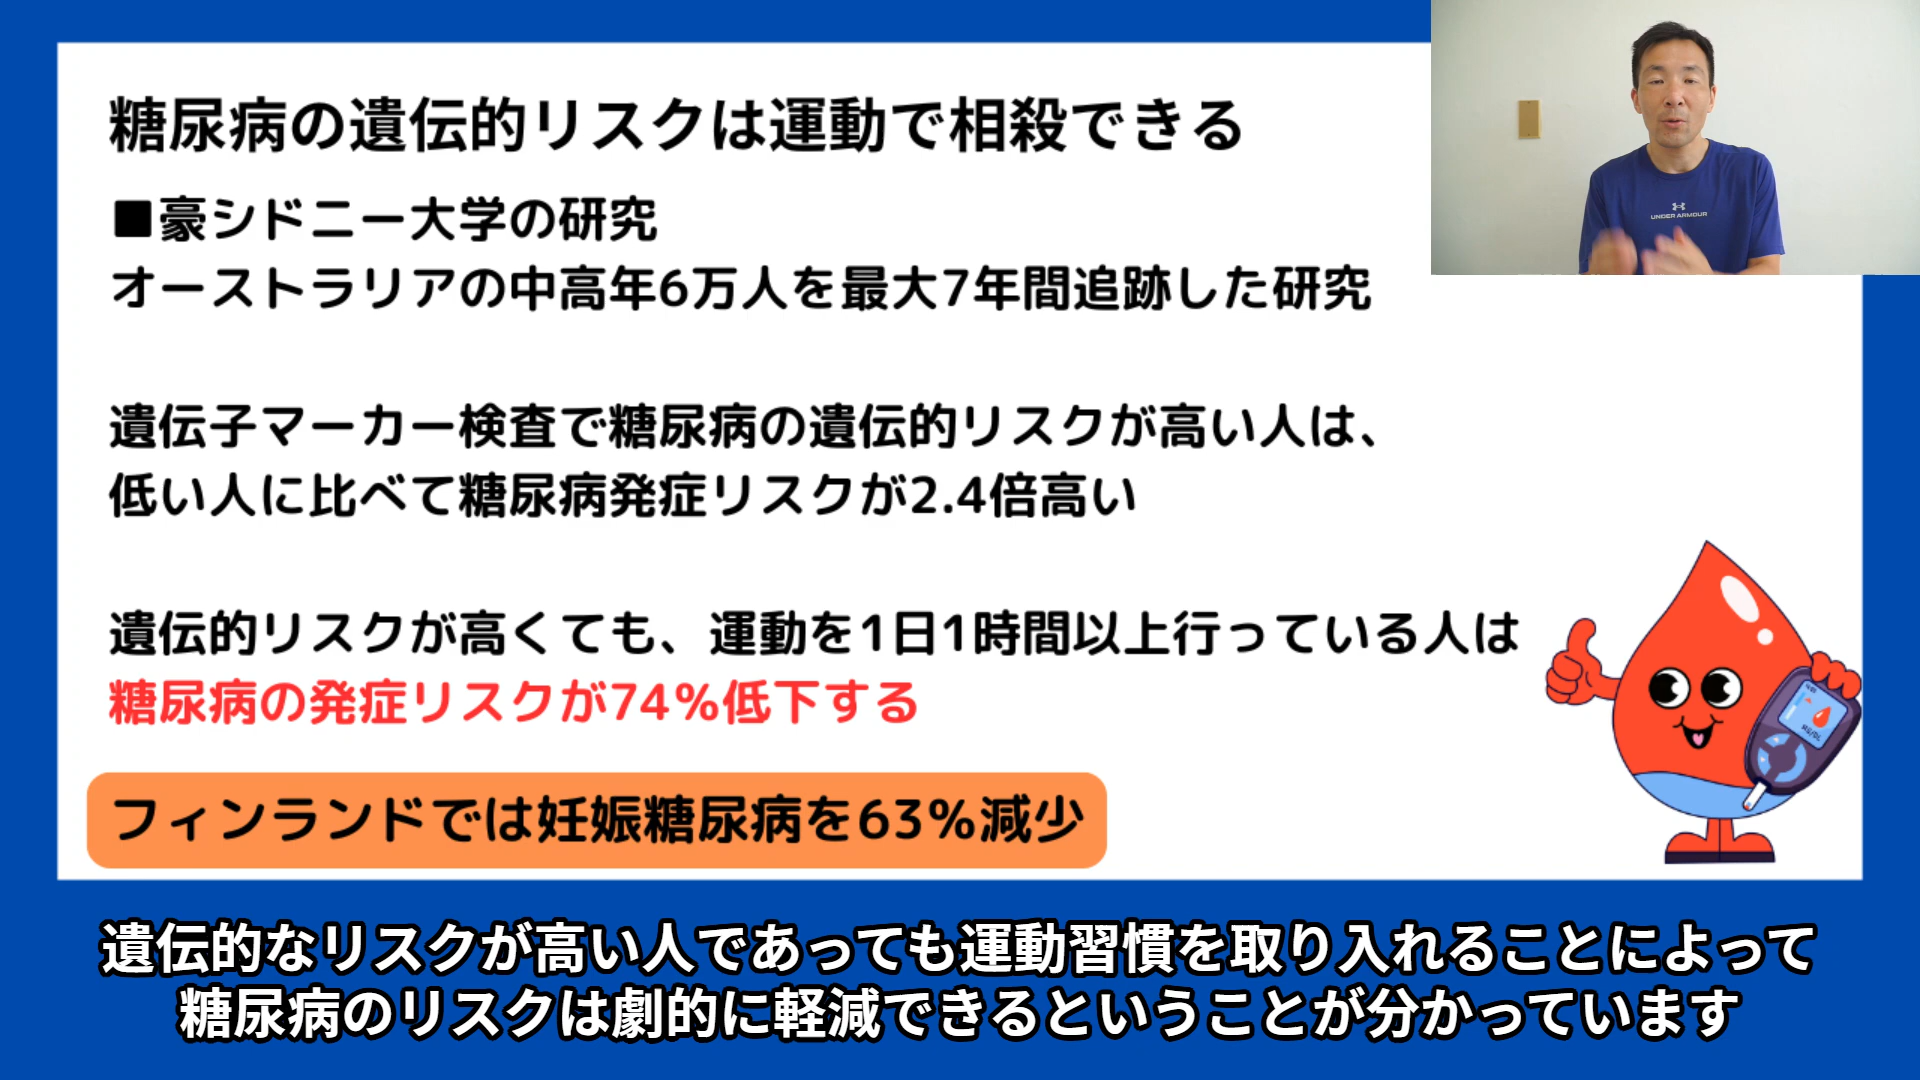 糖尿病の遺伝的リスクは運動で相殺できる
■豪シドニー大学の研究
オーストラリアの中高年6万人を最大7年間追跡した研究
遺伝子マーカー検査で糖尿病の遺伝的リスクが高い人は、
低い人に比べて糖尿病発症リスクが2.4倍高い
遺伝的リスクが高くても、運動を1日1時間以上行っている人は
糖尿病の発症リスクが74%低下する
フィンランドでは妊娠糖尿病を63%減少
UNDER ARMOUR
遺伝的なリスクが高い人であっても運動習慣を取り入れることによって
糖尿病のリスクは劇的に軽減できるということが分かっています